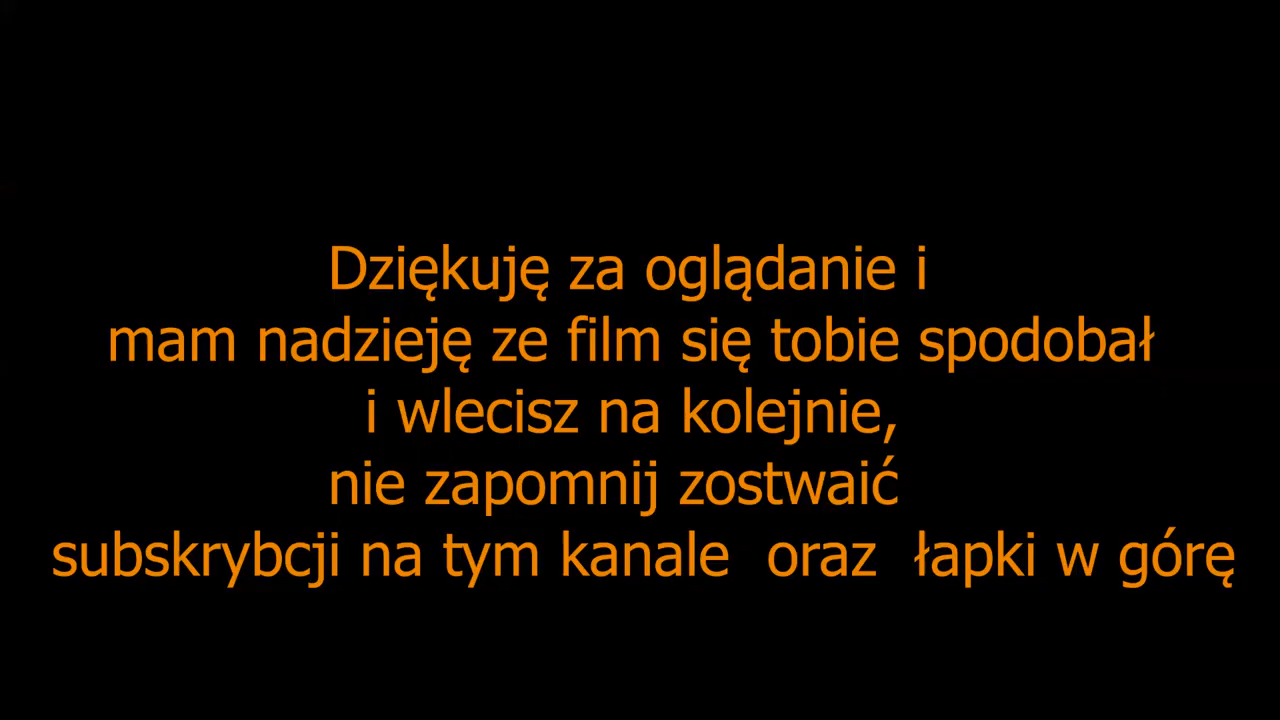 Dziękuję za oglądanie i
mam nadzieję ze film się tobie spodobał
i wlecisz na kolejnie,
nie zapomnij zostwaić
subskrybcji na tym kanale oraz łapki w górę